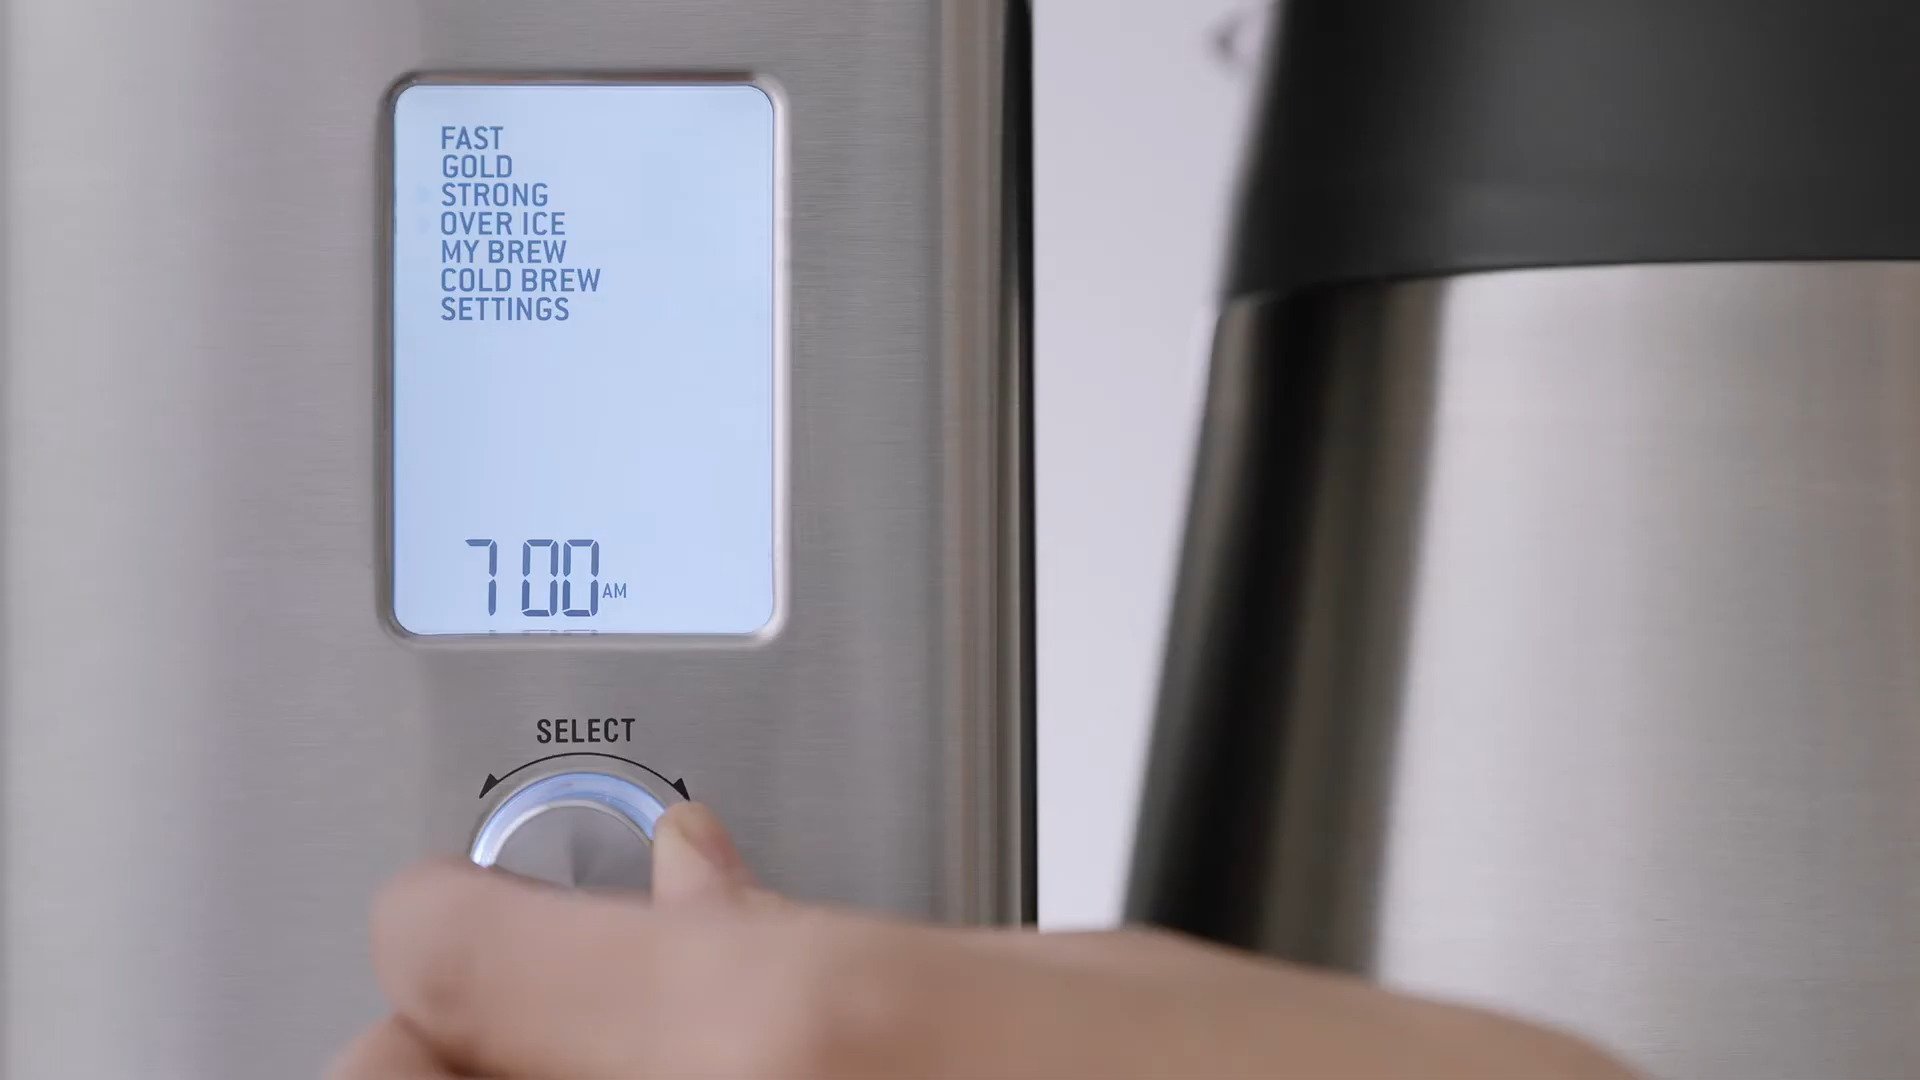 FAST
GOLD
STRONG
OVER ICE
MY BREW
COLD BREW
SETTINGS
7 00 AM
SELECT